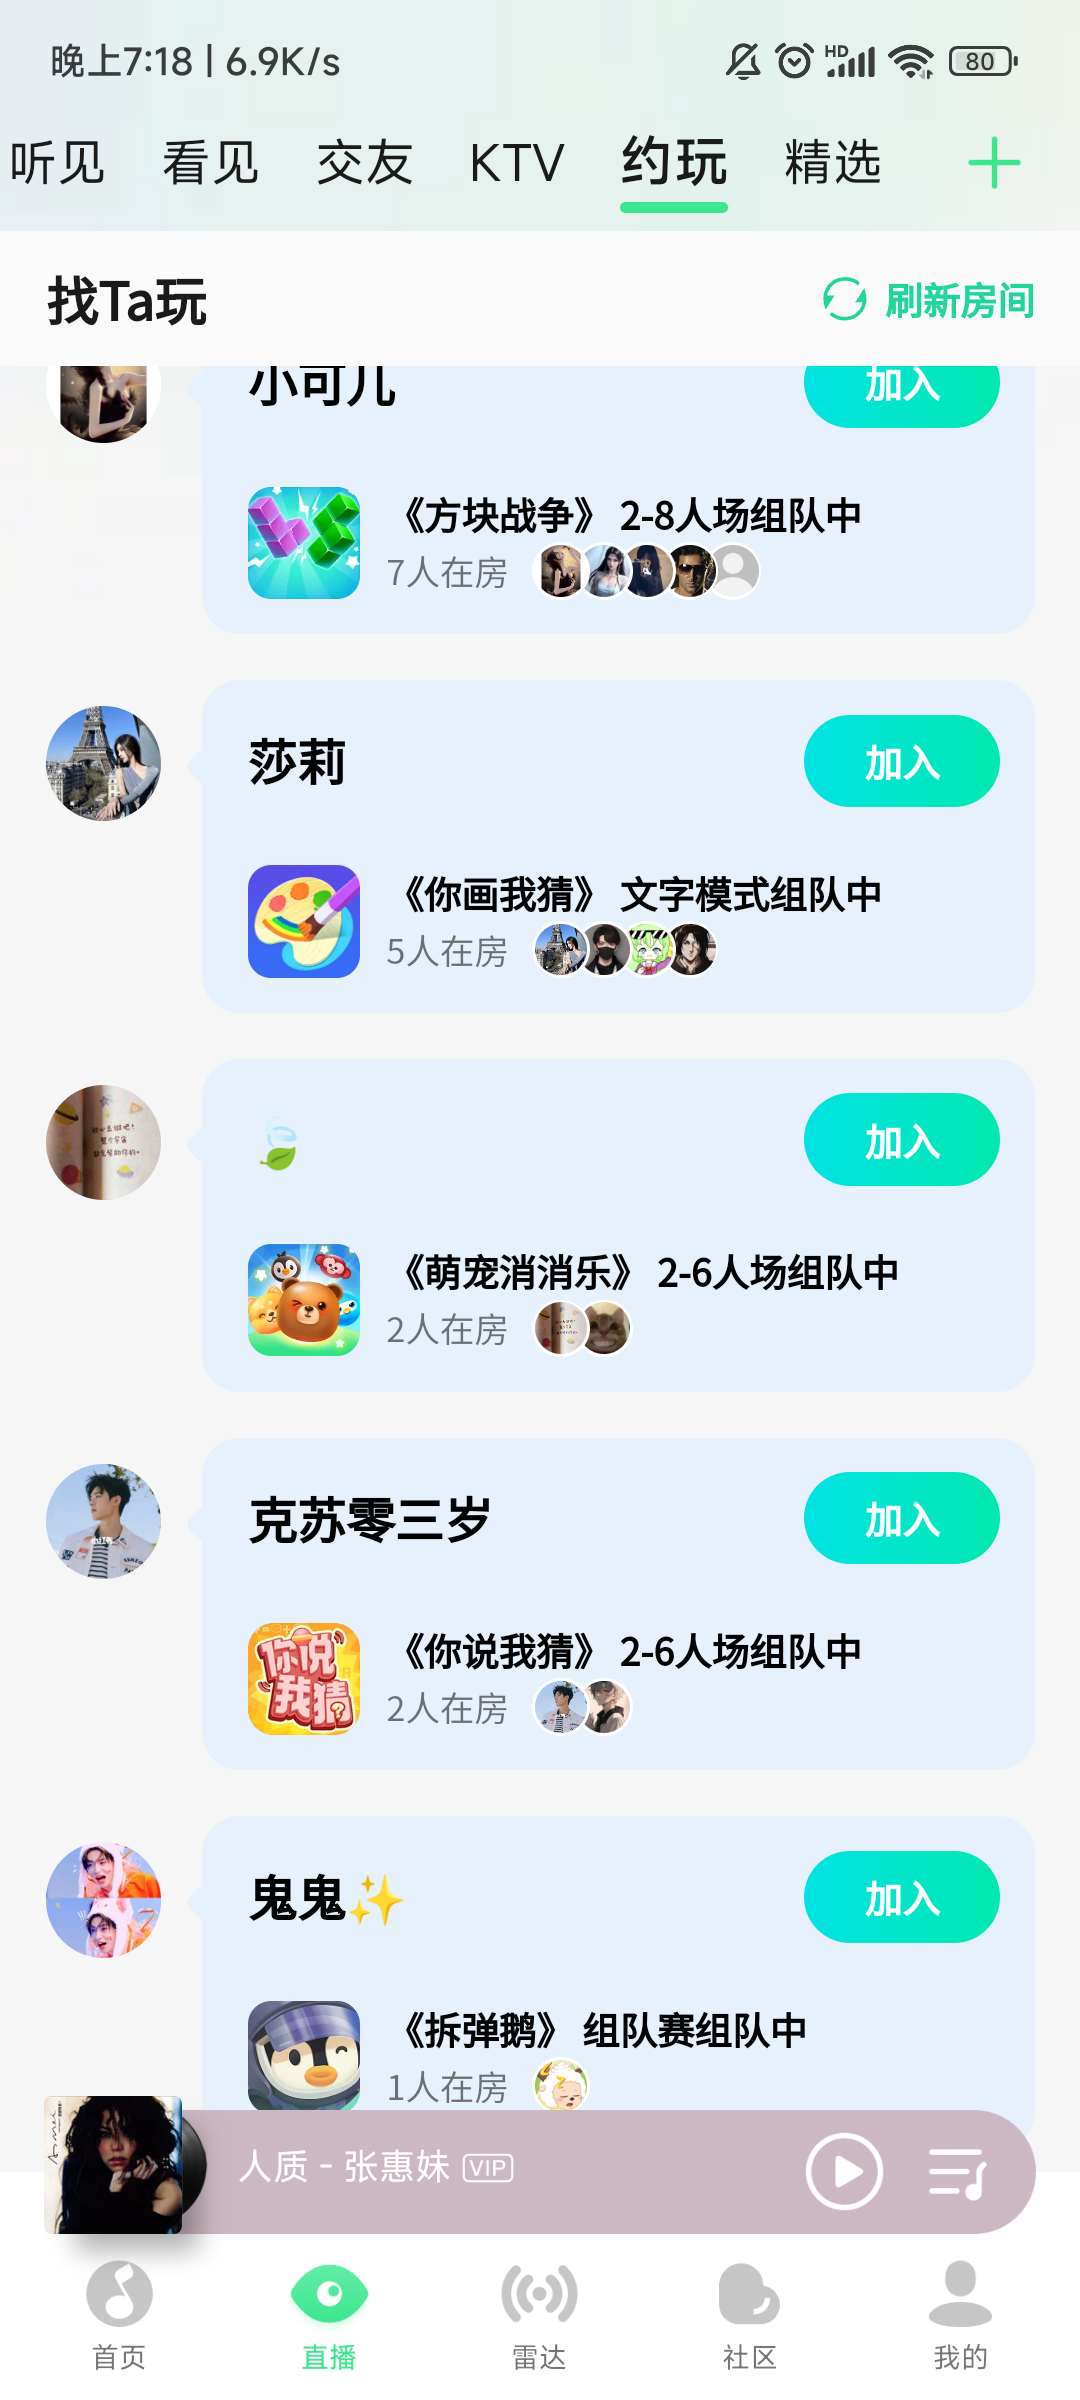 晚上7:18 | 6.9K/s
HD
80
听见 看见 交友 KTV 约玩 精选
找Ta玩
刷新房间
小可儿
加入
《方块战争》 2-8人场组队中
7人在房
莎莉
加入
《你画我猜》 文字模式组队中
5人在房
🍃
加入
《萌宠消消乐》 2-6人场组队中
2人在房
克苏零三岁
加入
你说我猜
《你说我猜》 2-6人场组队中
2人在房
鬼鬼✨
加入
《拆弹鹅》 组队赛组队中
1人在房
人质 - 张惠妹 VIP
首页 直播 雷达 社区 我的